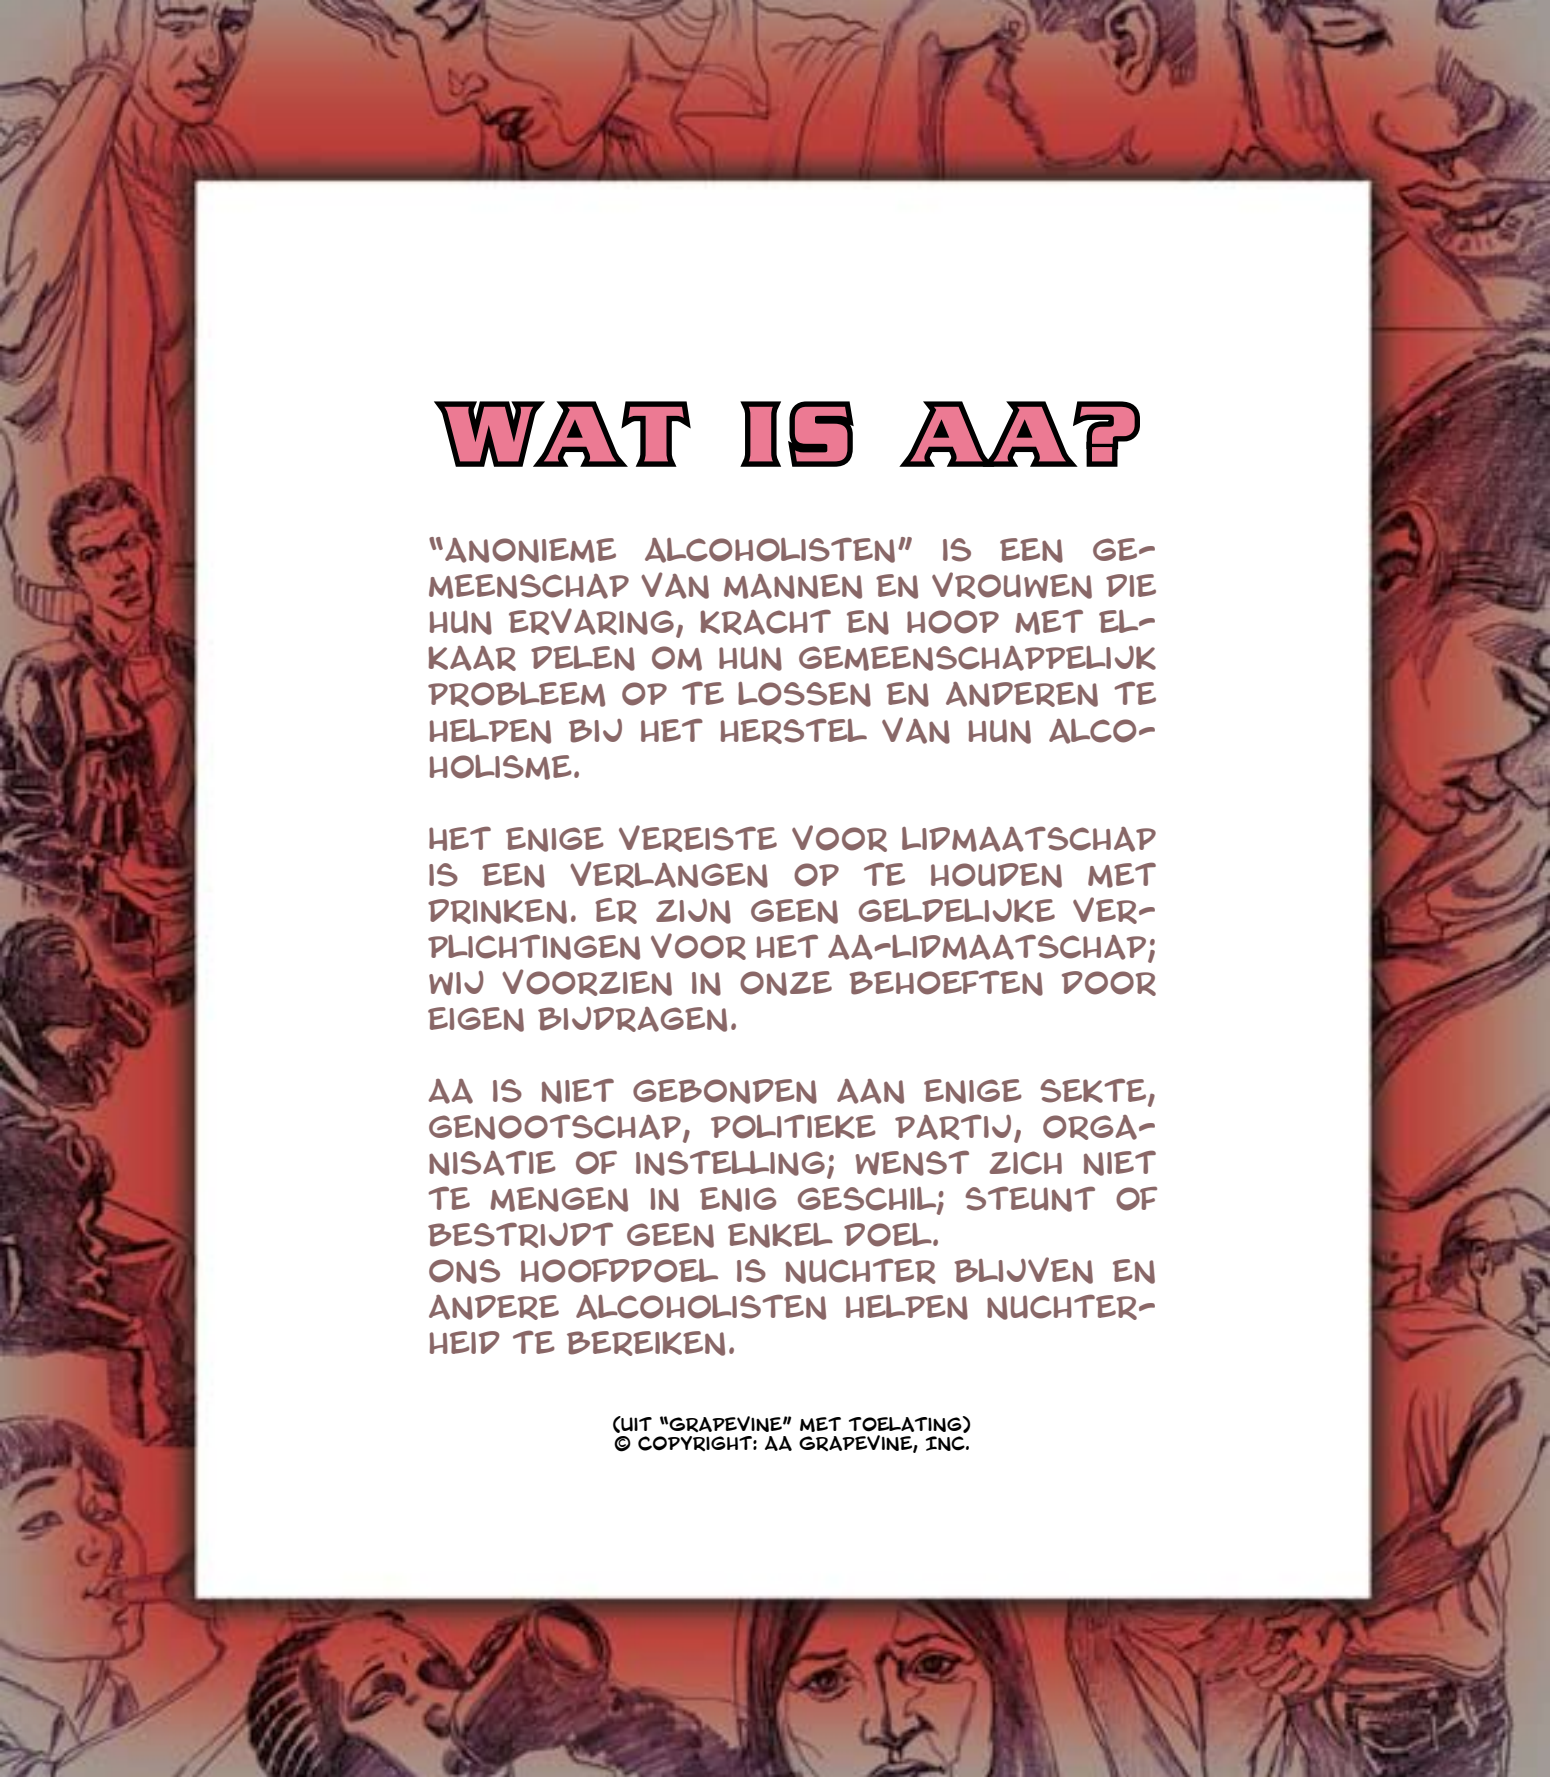 WAT IS AA?
"ANONIEME ALCOHOLISTEN" IS EEN GE-
MEENSCHAP VAN MANNEN EN VROUWEN DIE
HUN ERVARING, KRACHT EN HOOP MET EL-
KAAR DELEN OM HUN GEMEENSCHAPPELIJK
PROBLEEM OP TE LOSSEN EN ANDEREN TE
HELPEN BIJ HET HERSTEL VAN HUN ALCO-
HOLISME.
HET ENIGE VEREISTE VOOR LIDMAATSCHAP
IS EEN VERLANGEN OP TE HOUDEN MET
DRINKEN. ER ZIJN GEEN GELDELIJKE VER-
PLICHTINGEN VOOR HET AA-LIDMAATSCHAP;
WIJ VOORZIEN IN ONZE BEHOEFTEN DOOR
EIGEN BIJDRAGEN.
AA IS NIET GEBONDEN AAN ENIGE SEKTE,
GENOOTSCHAP, POLITIEKE PARTIJ, ORGA-
NISATIE OF INSTELLING; WENST ZICH NIET
TE MENGEN IN ENIG GESCHIL; STEUNT OF
BESTRIJDT GEEN ENKEL DOEL.
ONS HOOFDDOEL IS NUCHTER BLIJVEN EN
ANDERE ALCOHOLISTEN HELPEN NUCHTER-
HEID TE BEREIKEN.
(UIT "GRAPEVINE" MET TOELATING)
© COPYRIGHT: AA GRAPEVINE, INC.